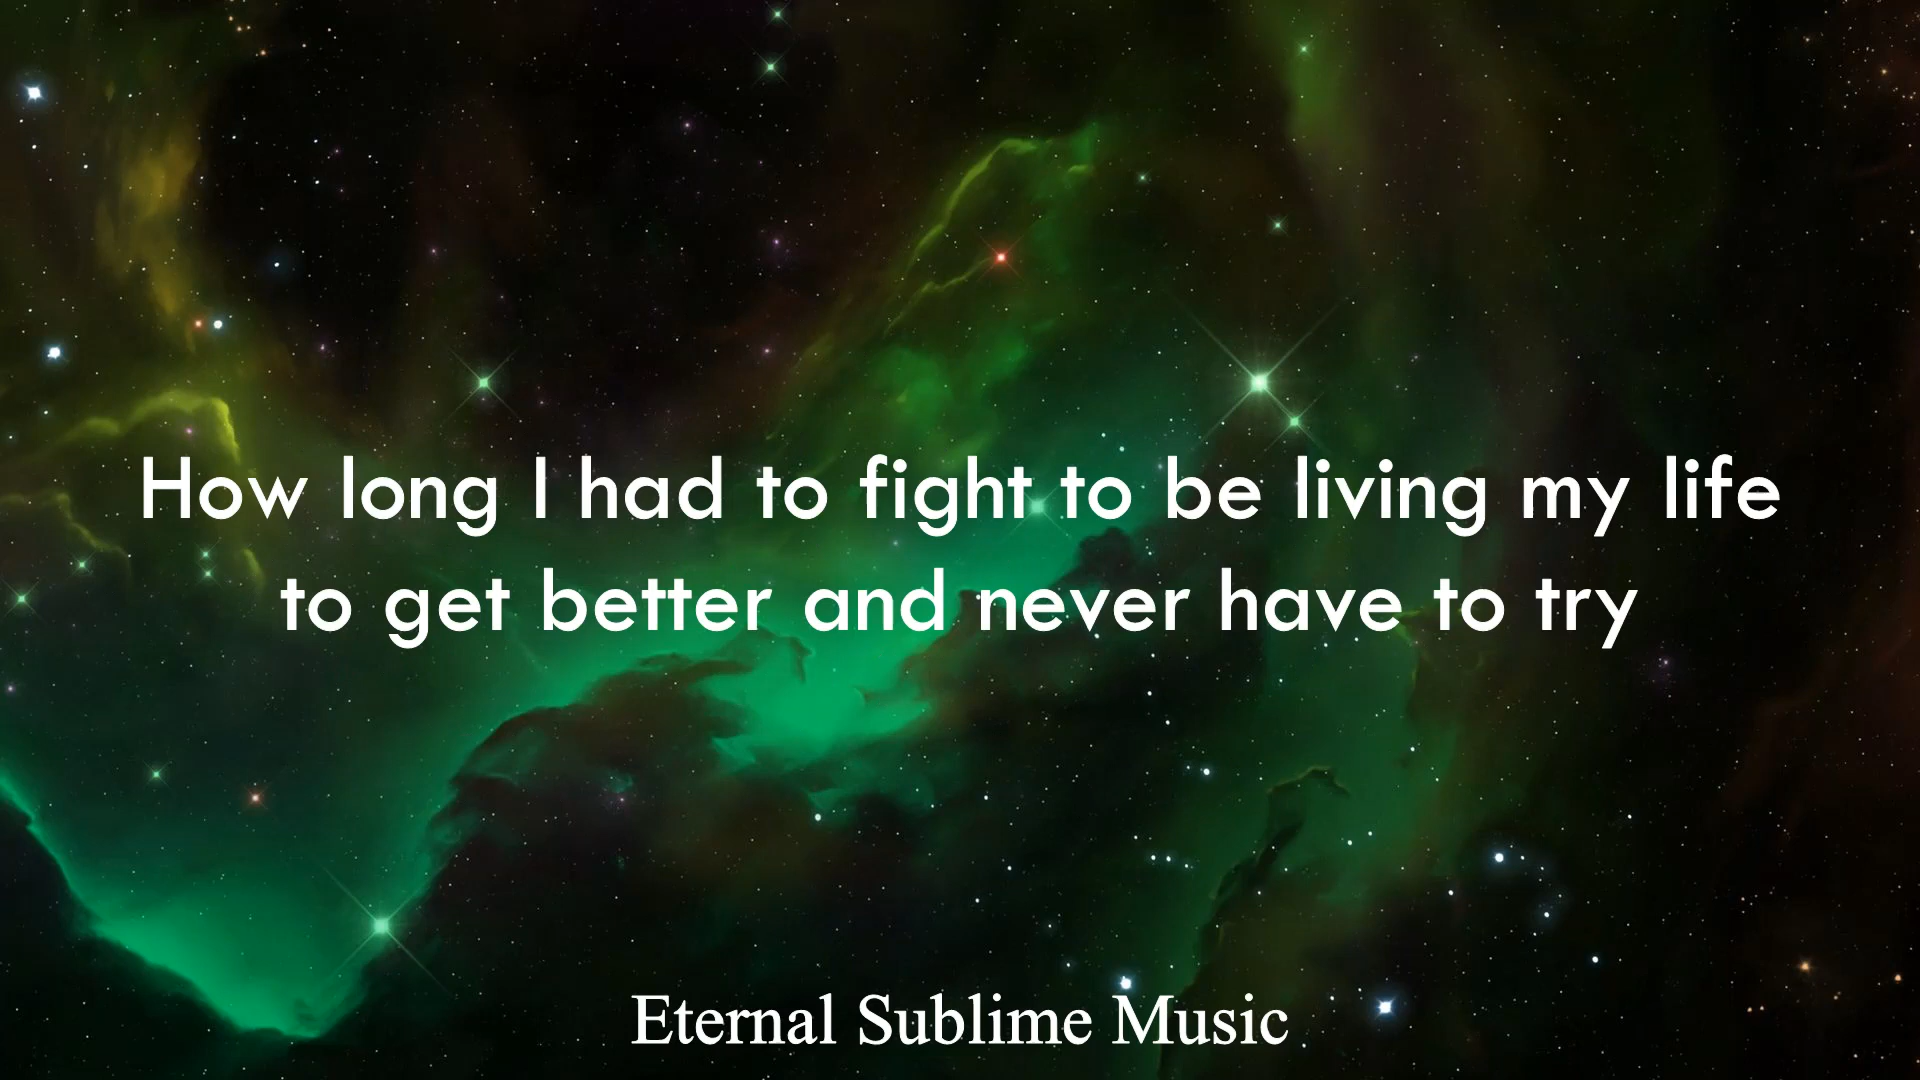 How long I had to fight to be living my life
to get better and never have to try
Eternal Sublime Music